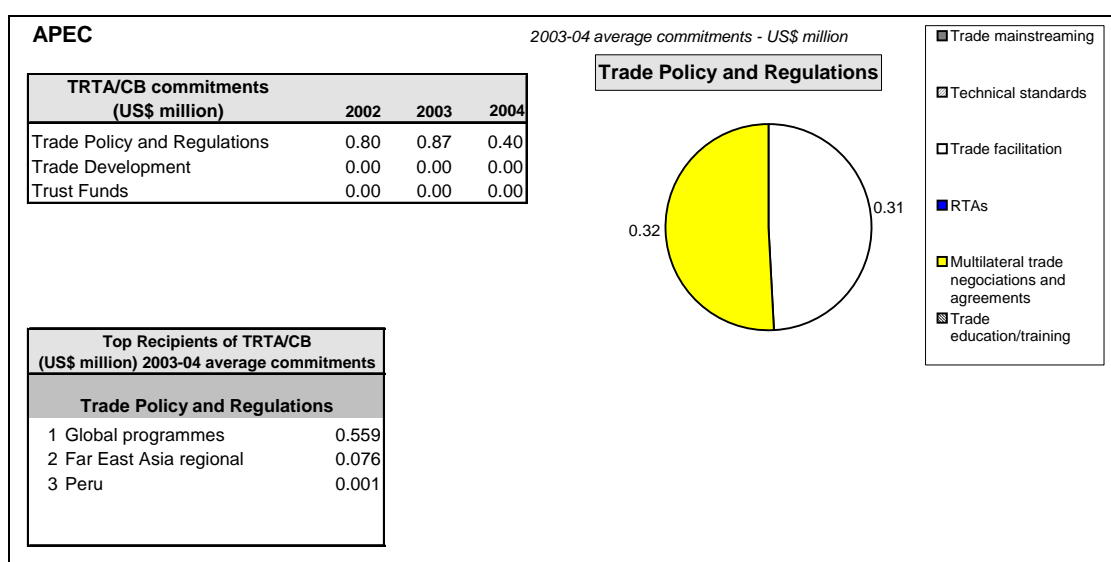 APEC
2003-04 average commitments - US$ million
TRTA/CB commitments
(US$ million) 2002 2003 2004
Trade Policy and Regulations 0.80 0.87 0.40
Trade Development 0.00 0.00 0.00
Trust Funds 0.00 0.00 0.00
Trade Policy and Regulations
0.32
0.31
Trade mainstreaming
Technical standards
Trade facilitation
RTAs
Multilateral trade
negociations and
agreements
Trade
education/training
Top Recipients of TRTA/CB
(US$ million) 2003-04 average commitments
Trade Policy and Regulations
1 Global programmes 0.559
2 Far East Asia regional 0.076
3 Peru 0.001